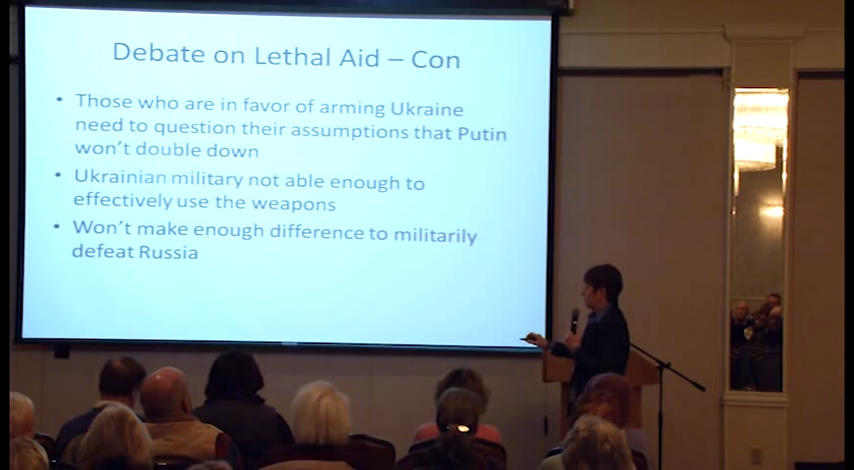 Debate on Lethal Aid – Con
• Those who are in favor of arming Ukraine
need to question their assumptions that Putin
won't double down
• Ukrainian military not able enough to
effectively use the weapons
• Won't make enough difference to militarily
defeat Russia